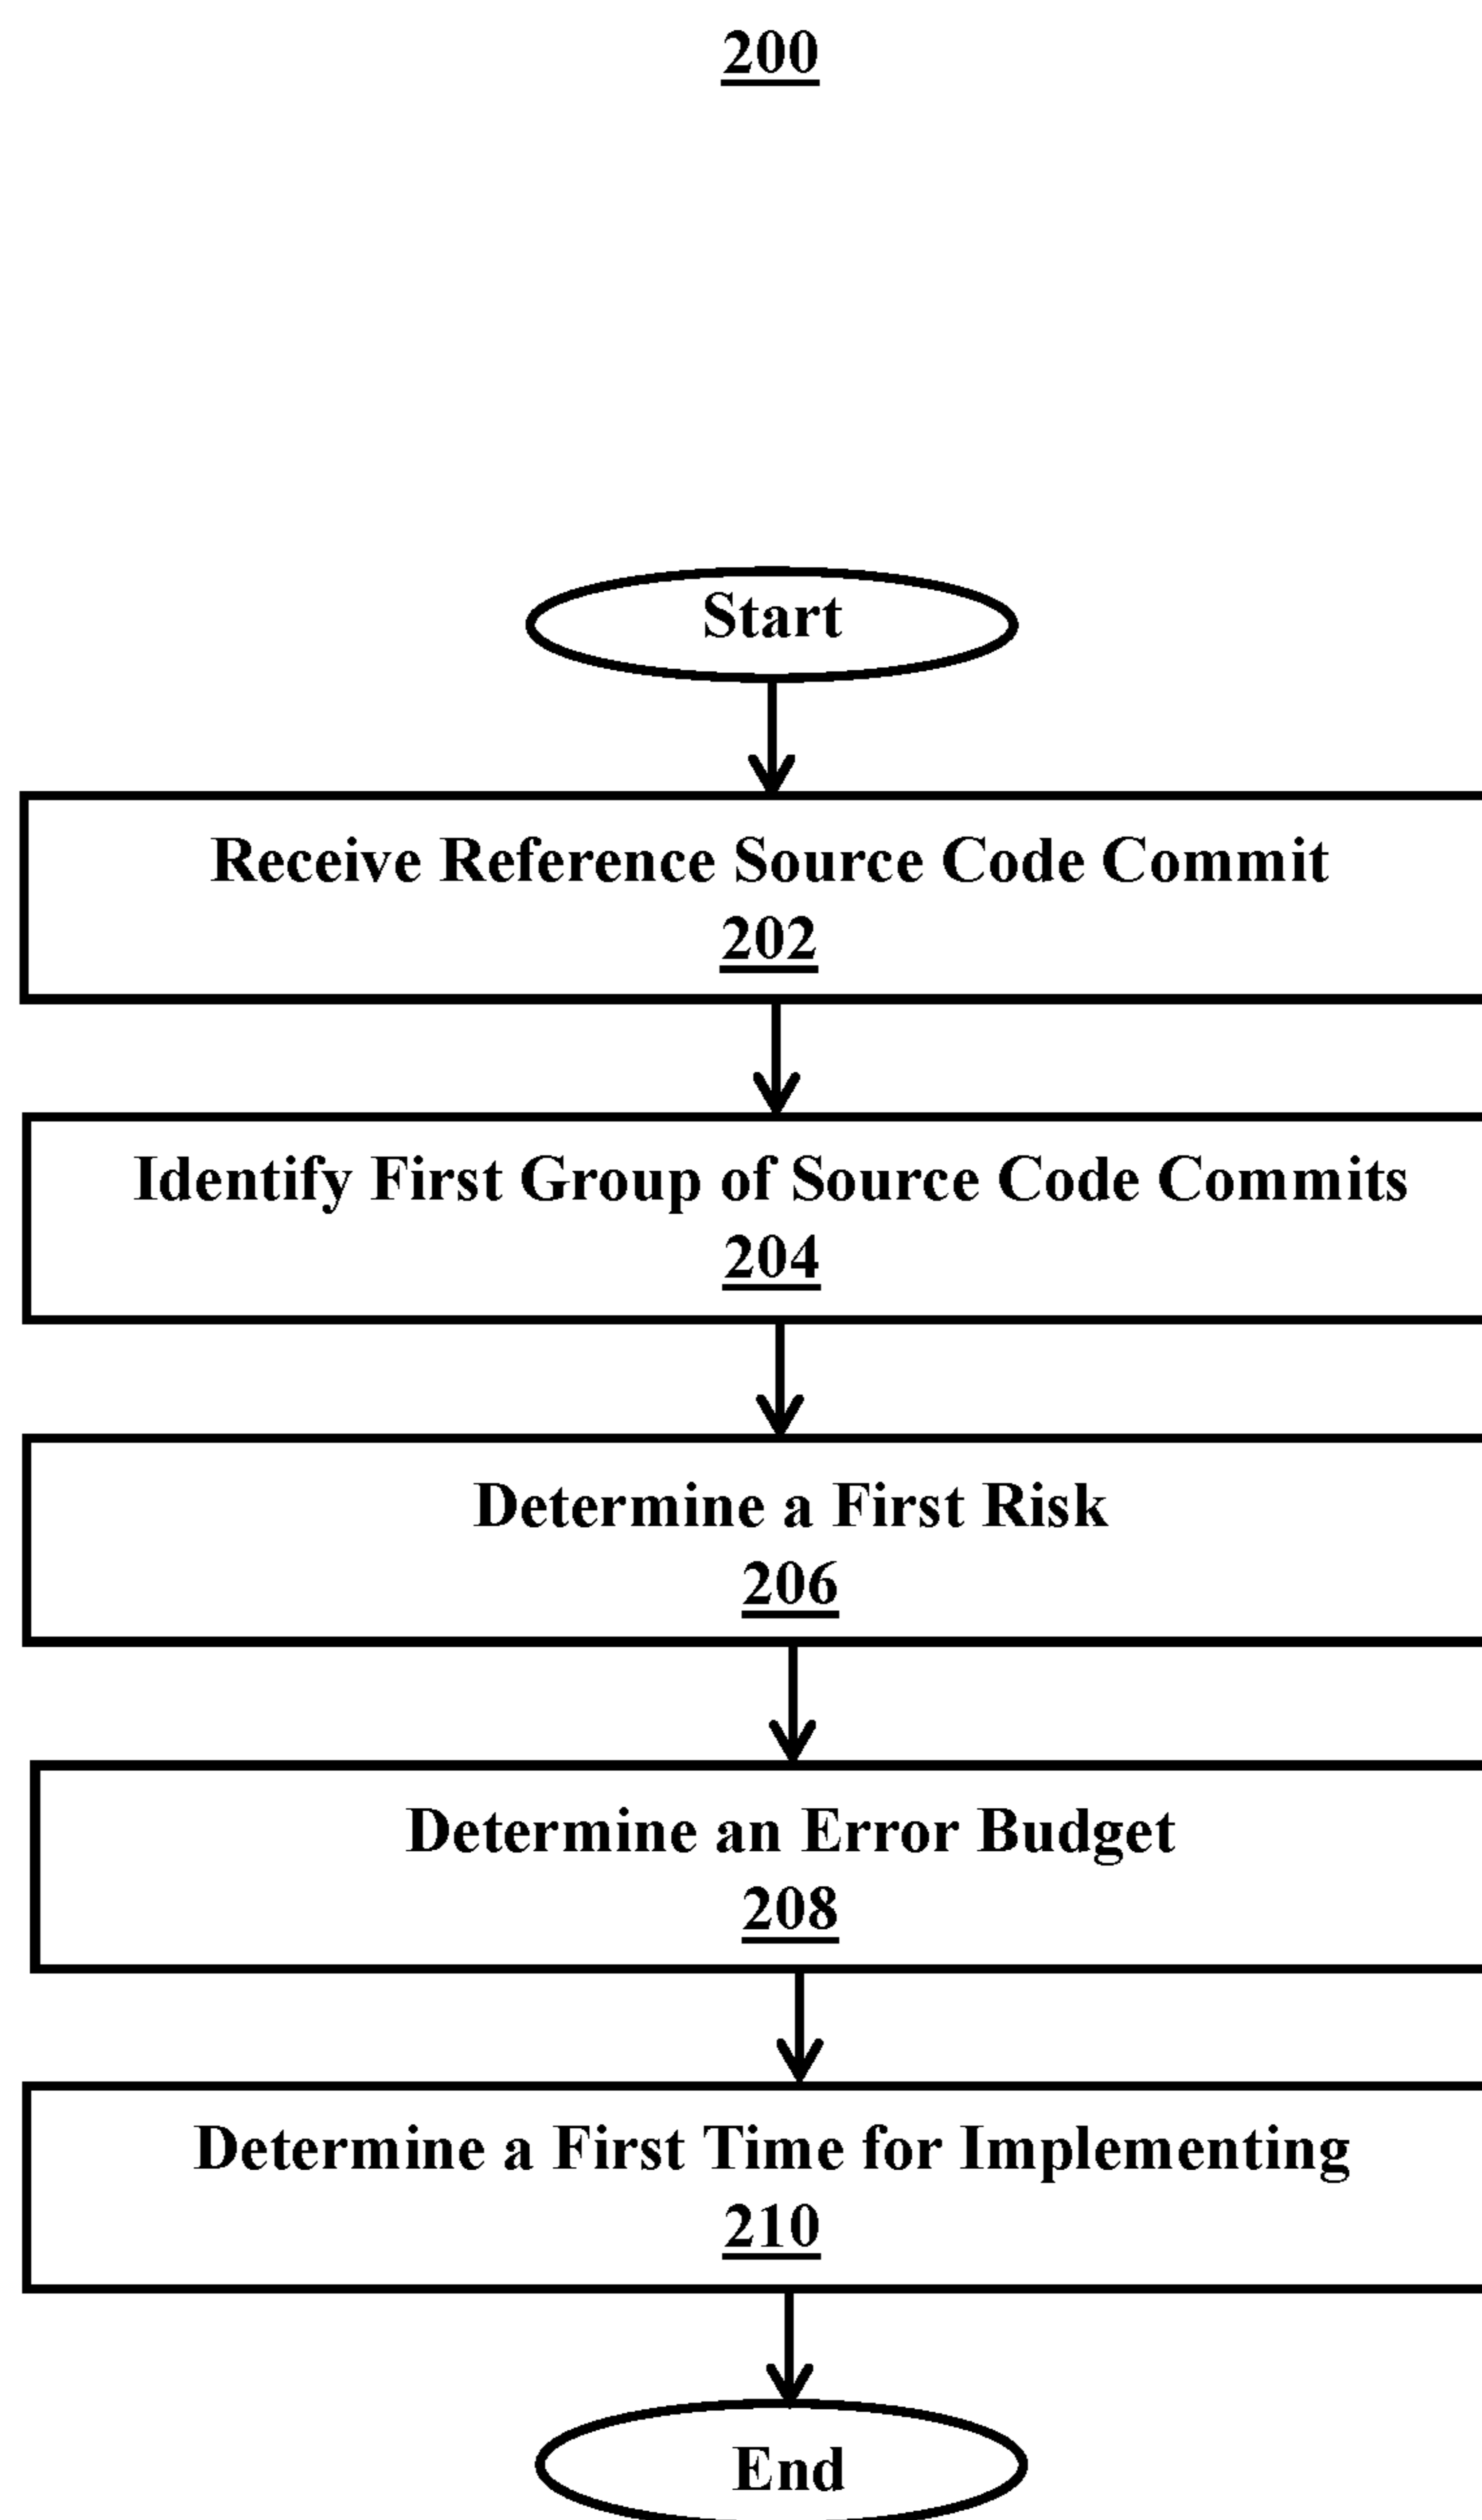 200
Start
Receive Reference Source Code Commit
202
Identify First Group of Source Code Commits
204
Determine a First Risk
206
Determine an Error Budget
208
Determine a First Time for Implementing
210
End